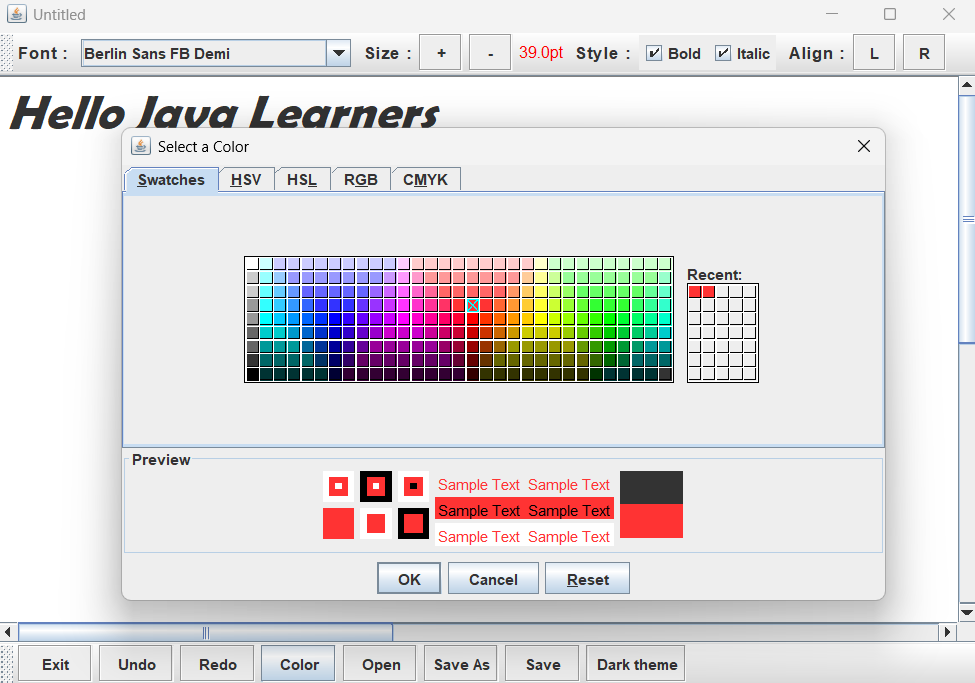 Untitled
Font : Berlin Sans FB Demi Size : + - 39.0pt Style : Bold Italic Align : L R
Hello Java Learners
Select a Color
Swatches HSV HSL RGB CMYK
Recent:
Preview
Sample Text Sample Text
Sample Text Sample Text
Sample Text Sample Text
OK Cancel Reset
Exit Undo Redo Color Open Save As Save Dark theme